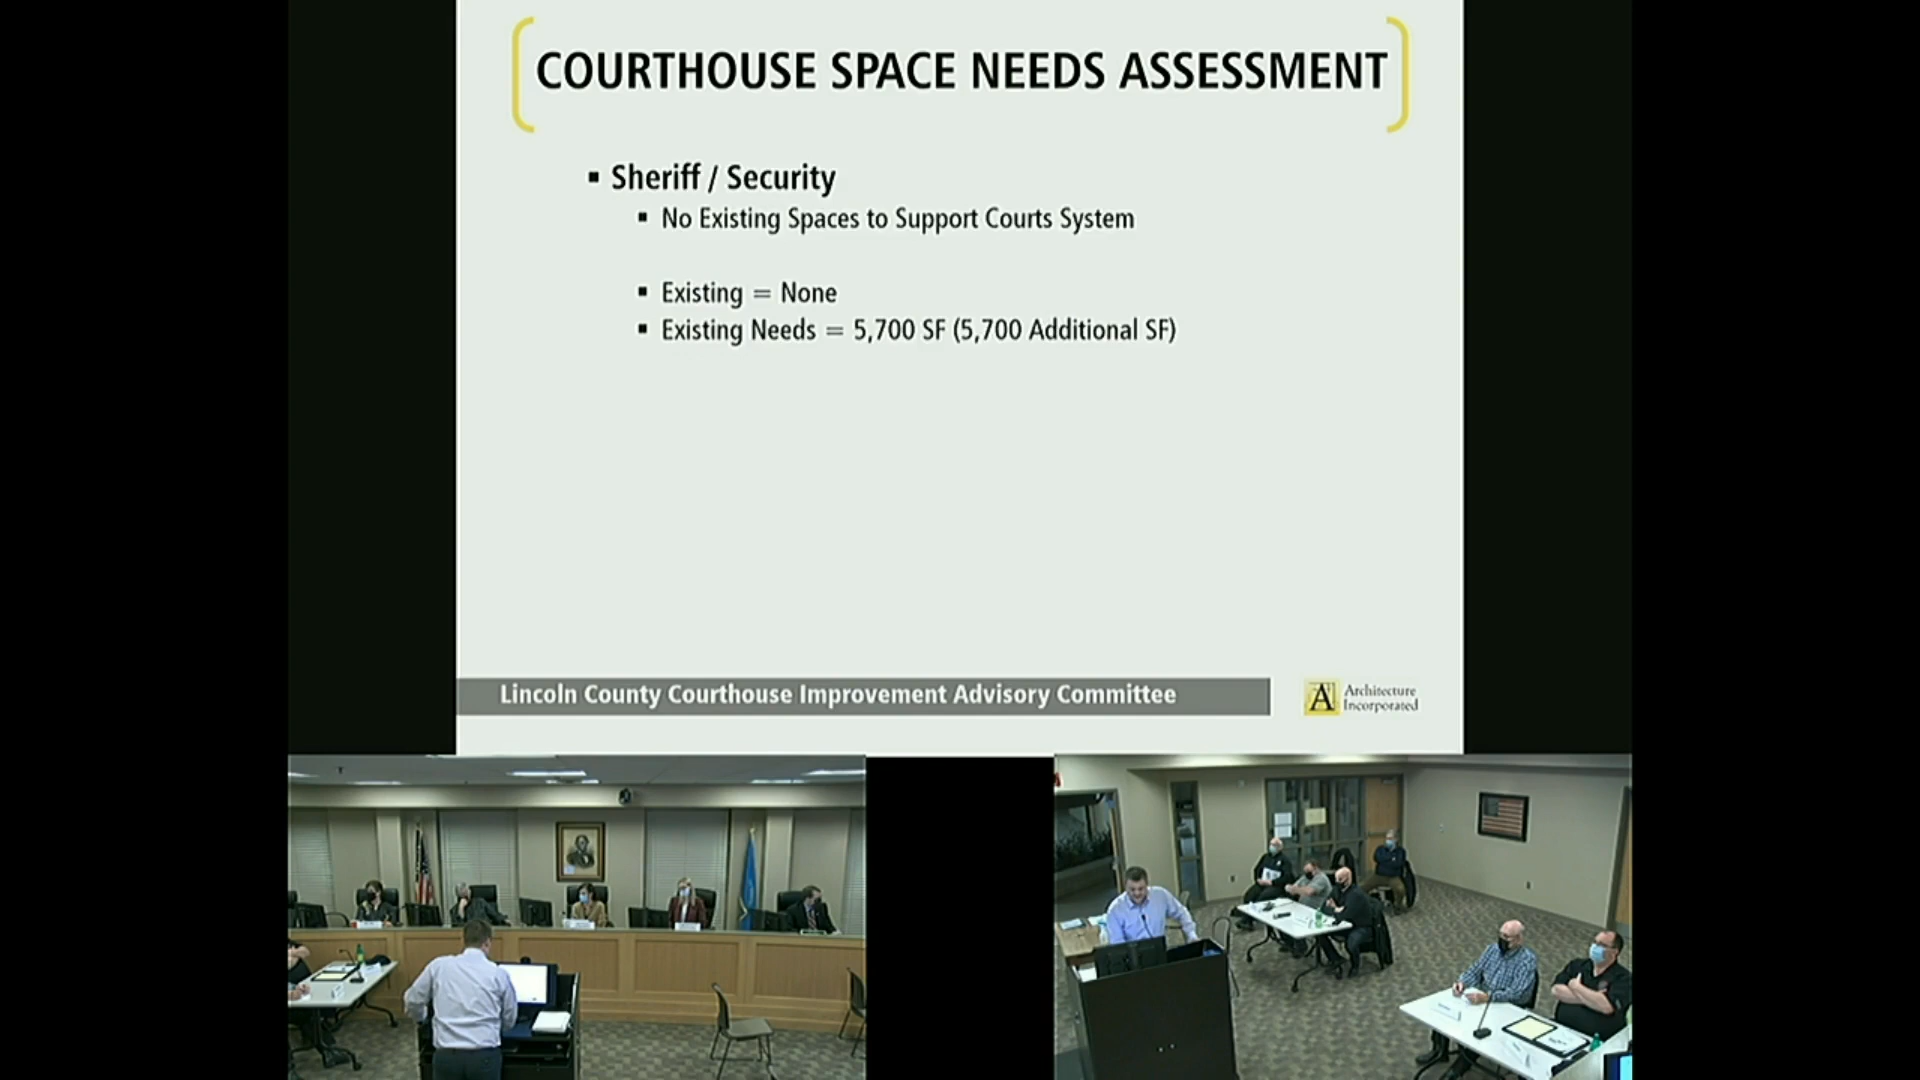 COURTHOUSE SPACE NEEDS ASSESSMENT
▪ Sheriff / Security
▪ No Existing Spaces to Support Courts System
▪ Existing = None
▪ Existing Needs = 5,700 SF (5,700 Additional SF)
Lincoln County Courthouse Improvement Advisory Committee
A Architecture
Incorporated